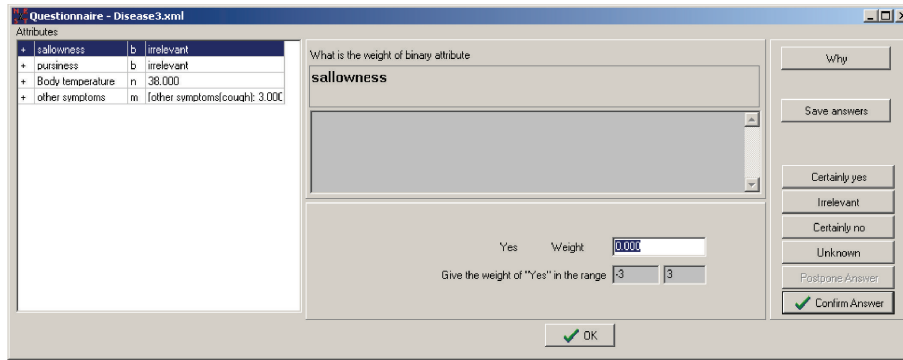 Questionnaire - Disease3.xml
Attributes
+ sallowness b irrelevant
+ pursiness b irrelevant
+ Body temperature n 38.000
+ other symptoms m [other symptoms(cough]: 3.000
What is the weight of binary attribute
sallowness
Yes Weight 0.000
Give the weight of "Yes" in the range -3 3
Why
Save answers
Certainly yes
Irrelevant
Certainly no
Unknown
Postpone Answer
Confirm Answer
OK